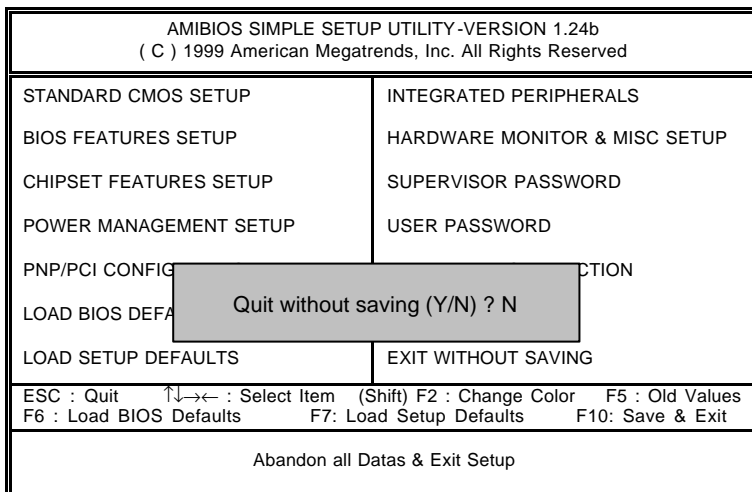 AMIBIOS SIMPLE SETUP UTILITY-VERSION 1.24b
( C ) 1999 American Megatrends, Inc. All Rights Reserved
STANDARD CMOS SETUP
BIOS FEATURES SETUP
CHIPSET FEATURES SETUP
POWER MANAGEMENT SETUP
PNP/PCI
LOAD BIOS
LOAD SETUP DEFAULTS
INTEGRATED PERIPHERALS
HARDWARE MONITOR & MISC SETUP
SUPERVISOR PASSWORD
USER PASSWORD
EXIT WITHOUT SAVING
Quit without saving (Y/N) ? N
ESC : Quit ↑↓→← : Select Item (Shift) F2 : Change Color F5 : Old Values
F6 : Load BIOS Defaults F7: Load Setup Defaults F10: Save & Exit
Abandon all Datas & Exit Setup